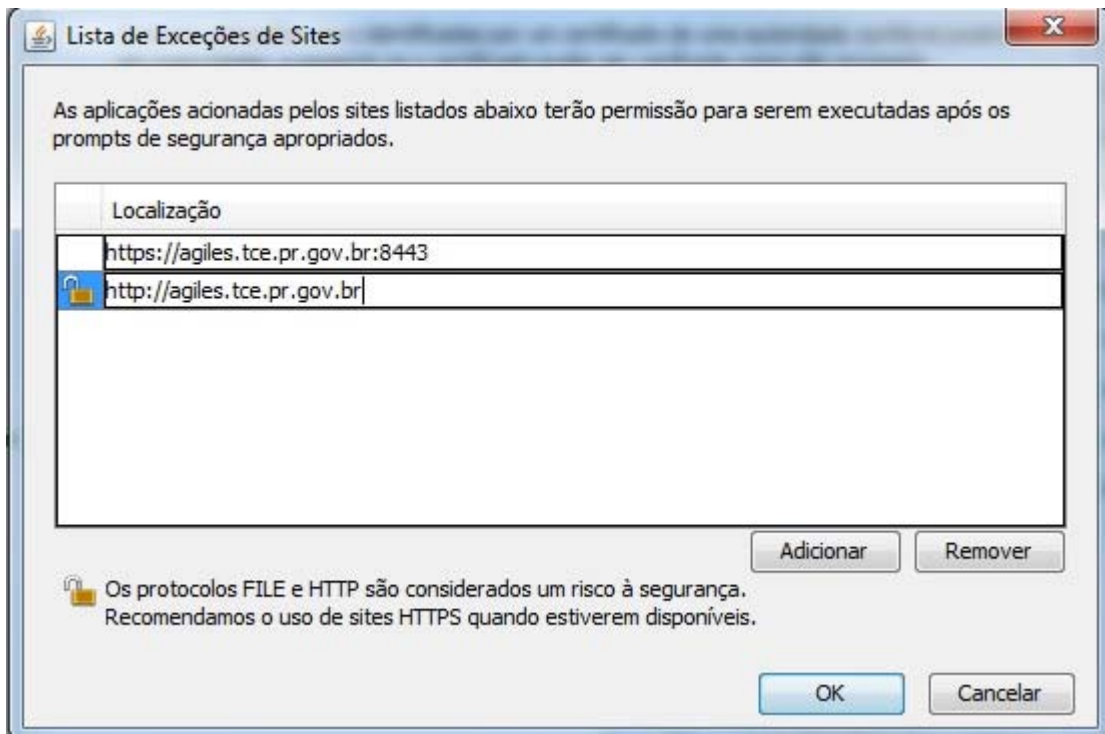 Lista de Exceções de Sites
As aplicações acionadas pelos sites listados abaixo terão permissão para serem executadas após os
prompts de segurança apropriados.
Localização
https://agiles.tce.pr.gov.br:8443
http://agiles.tce.pr.gov.br
Adicionar
Remover
Os protocolos FILE e HTTP são considerados um risco à segurança.
Recomendamos o uso de sites HTTPS quando estiverem disponíveis.
OK
Cancelar